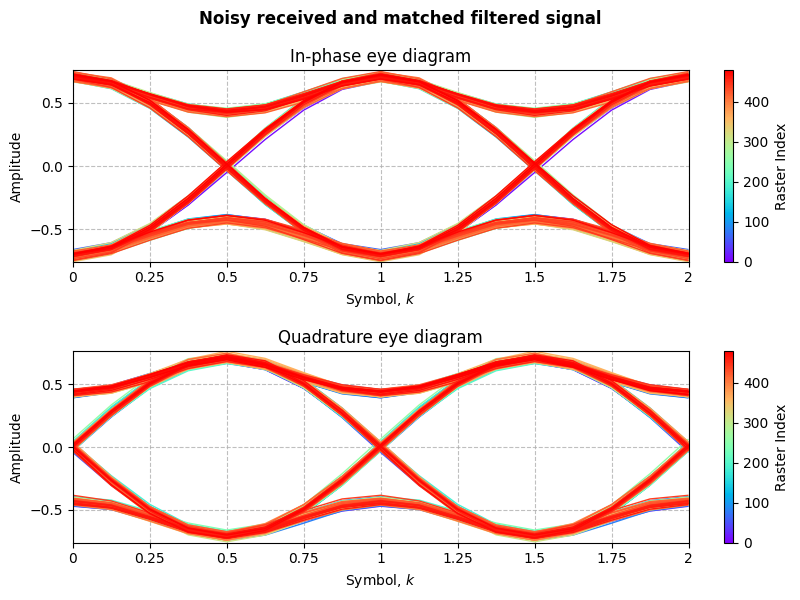 Noisy received and matched filtered signal
In-phase eye diagram
Amplitude
0.5
0.0
−0.5
0 0.25 0.5 0.75 1 1.25 1.5 1.75 2
Symbol, k
400
300
200
100
0
Raster Index
Quadrature eye diagram
Amplitude
0.5
0.0
−0.5
0 0.25 0.5 0.75 1 1.25 1.5 1.75 2
Symbol, k
400
300
200
100
0
Raster Index